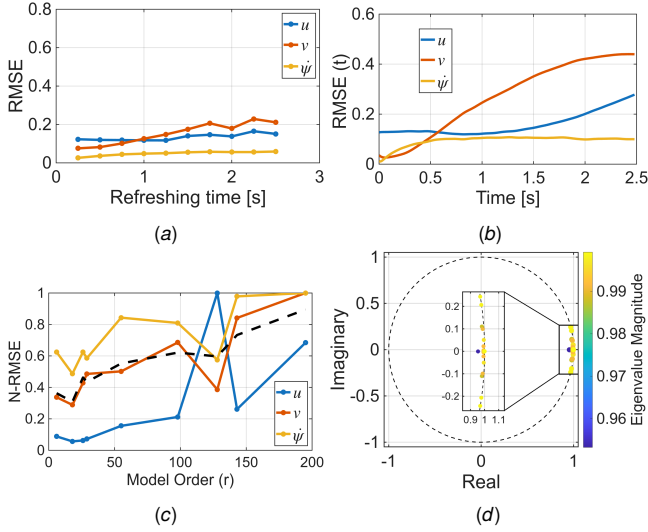 0.8
0.6
0.4
0.2
0
RMSE
u
v
ψ̇
0
1
2
3
Refreshing time [s]
(a)
0.6
0.4
0.2
0
RMSE (t)
u
v
ψ̇
0
0.5
1
1.5
2
2.5
Time [s]
(b)
1
0.8
0.6
0.4
0.2
0
N-RMSE
u
v
ψ̇
0
50
100
150
200
Model Order (r)
(c)
1
0.5
0
-0.5
-1
Imaginary
0.2
0.1
0
-0.1
-0.2
0.9 1 1.1
-1
0
1
Real
0.99
0.98
0.97
0.96
Eigenvalue Magnitude
(d)